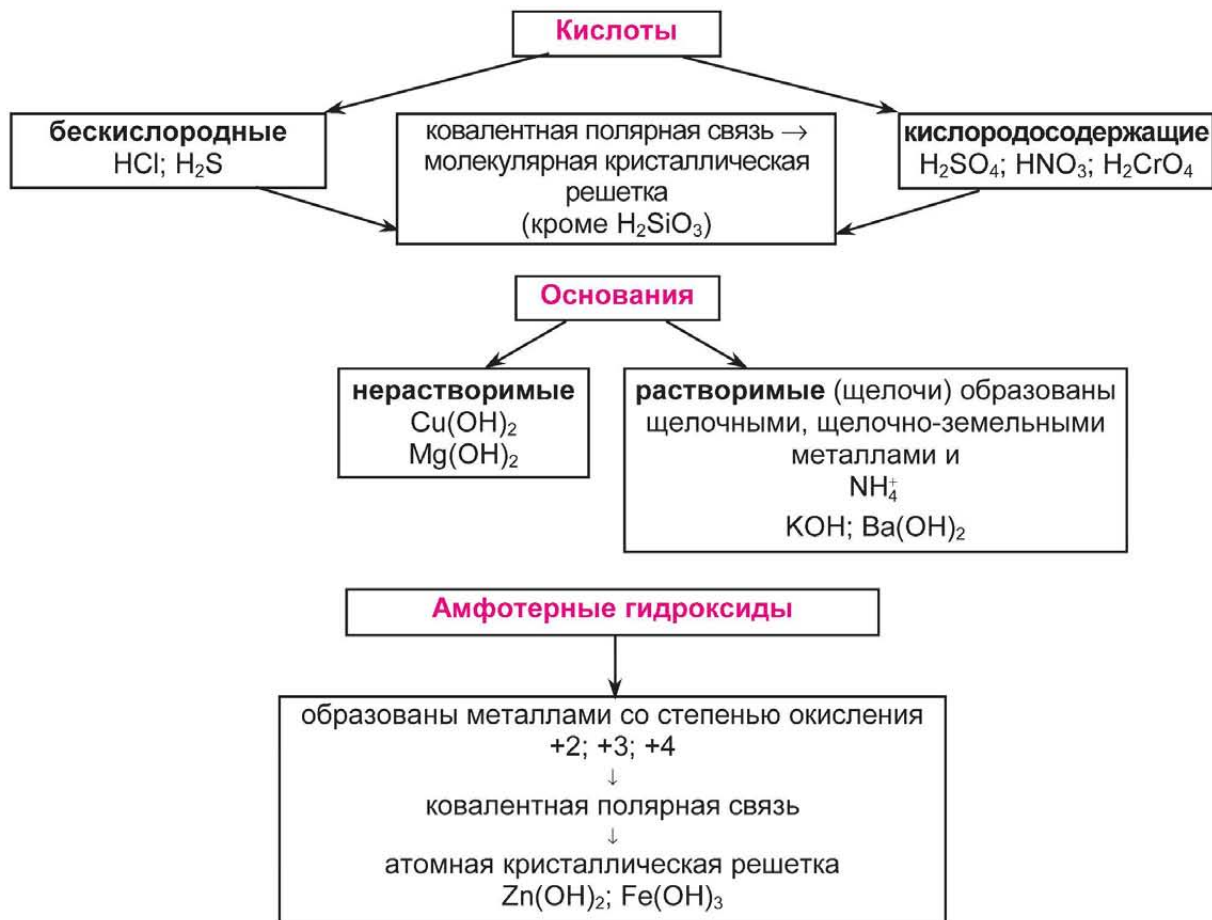 Кислоты
бескислородные
HCl; H₂S
ковалентная полярная связь →
молекулярная кристаллическая
решетка
(кроме H₂SiO₃)
кислородосодержащие
H₂SO₄; HNO₃; H₂CrO₄
Основания
нерастворимые
Cu(OH)₂
Mg(OH)₂
растворимые (щелочи) образованы
щелочными, щелочно-земельными
металлами и
NH₄⁺
KOH; Ba(OH)₂
Амфотерные гидроксиды
образованы металлами со степенью окисления
+2; +3; +4
↓
ковалентная полярная связь
↓
атомная кристаллическая решетка
Zn(OH)₂; Fe(OH)₃